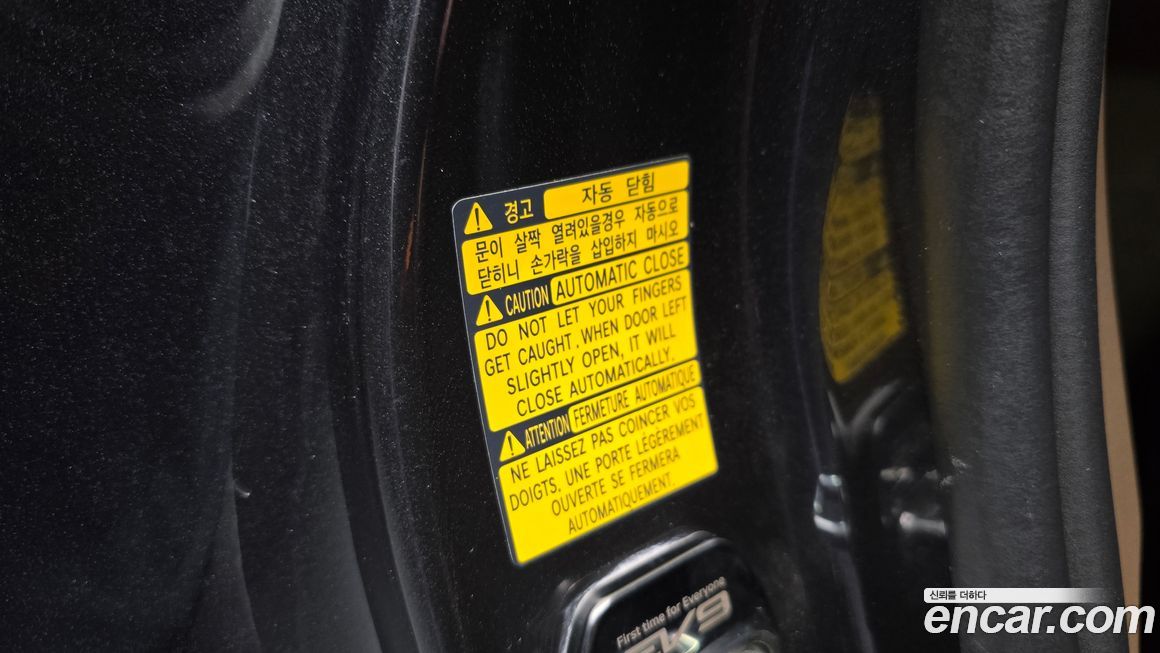 경고 자동 닫힘
문이 살짝 열려있을경우 자동으로
닫히니 손가락을 삽입하지 마시오
CAUTION AUTOMATIC CLOSE
DO NOT LET YOUR FINGERS
GET CAUGHT. WHEN DOOR LEFT
SLIGHTLY OPEN, IT WILL
CLOSE AUTOMATICALLY.
ATTENTION FERMETURE AUTOMATIQUE
NE LAISSEZ PAS COINCER VOS
DOIGTS. UNE PORTE LÉGÈREMENT
OUVERTE SE FERMERA
AUTOMATIQUEMENT.
First time for Everyone
신뢰를 더하다
encar.com